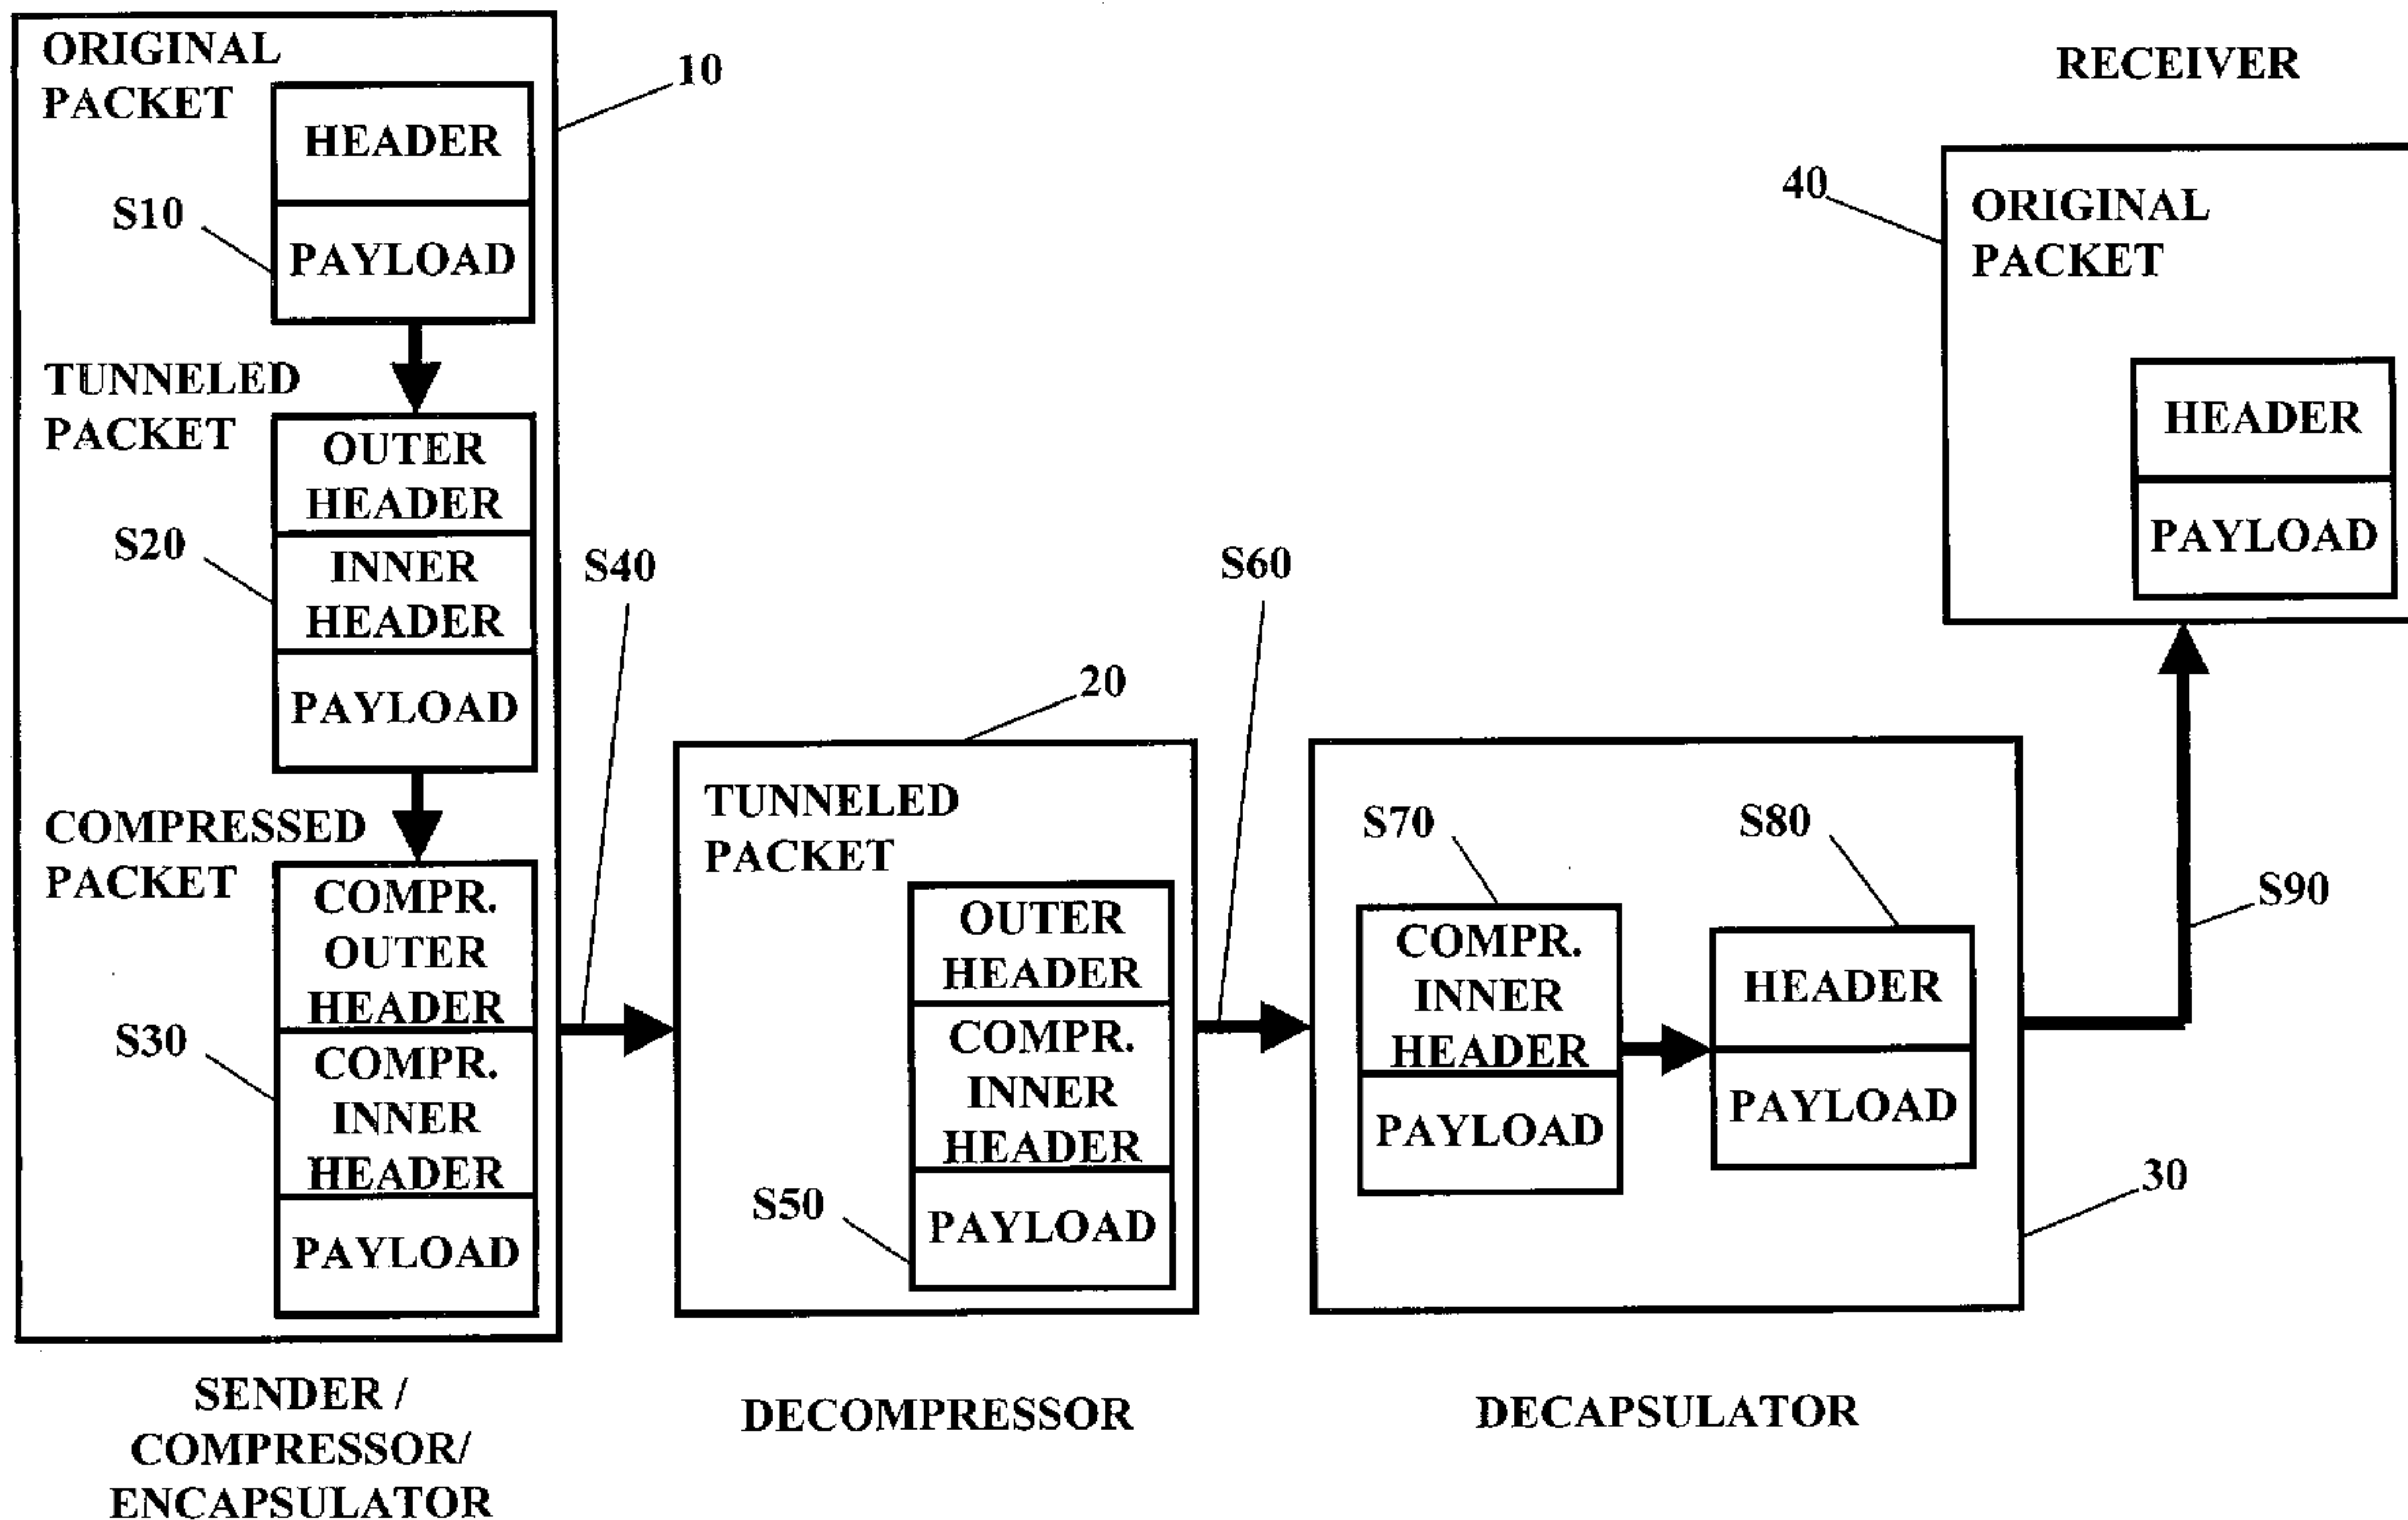 ORIGINAL
PACKET
10
HEADER
S10
PAYLOAD
TUNNELED
PACKET
OUTER
HEADER
S20
INNER
HEADER
PAYLOAD
COMPRESSED
PACKET
COMPR.
OUTER
HEADER
S30
COMPR.
INNER
HEADER
PAYLOAD
SENDER /
COMPRESSOR/
ENCAPSULATOR
S40
20
TUNNELED
PACKET
OUTER
HEADER
COMPR.
INNER
HEADER
S50
PAYLOAD
DECOMPRESSOR
S60
S70
COMPR.
INNER
HEADER
PAYLOAD
S80
HEADER
PAYLOAD
30
DECAPSULATOR
S90
RECEIVER
40
ORIGINAL
PACKET
HEADER
PAYLOAD